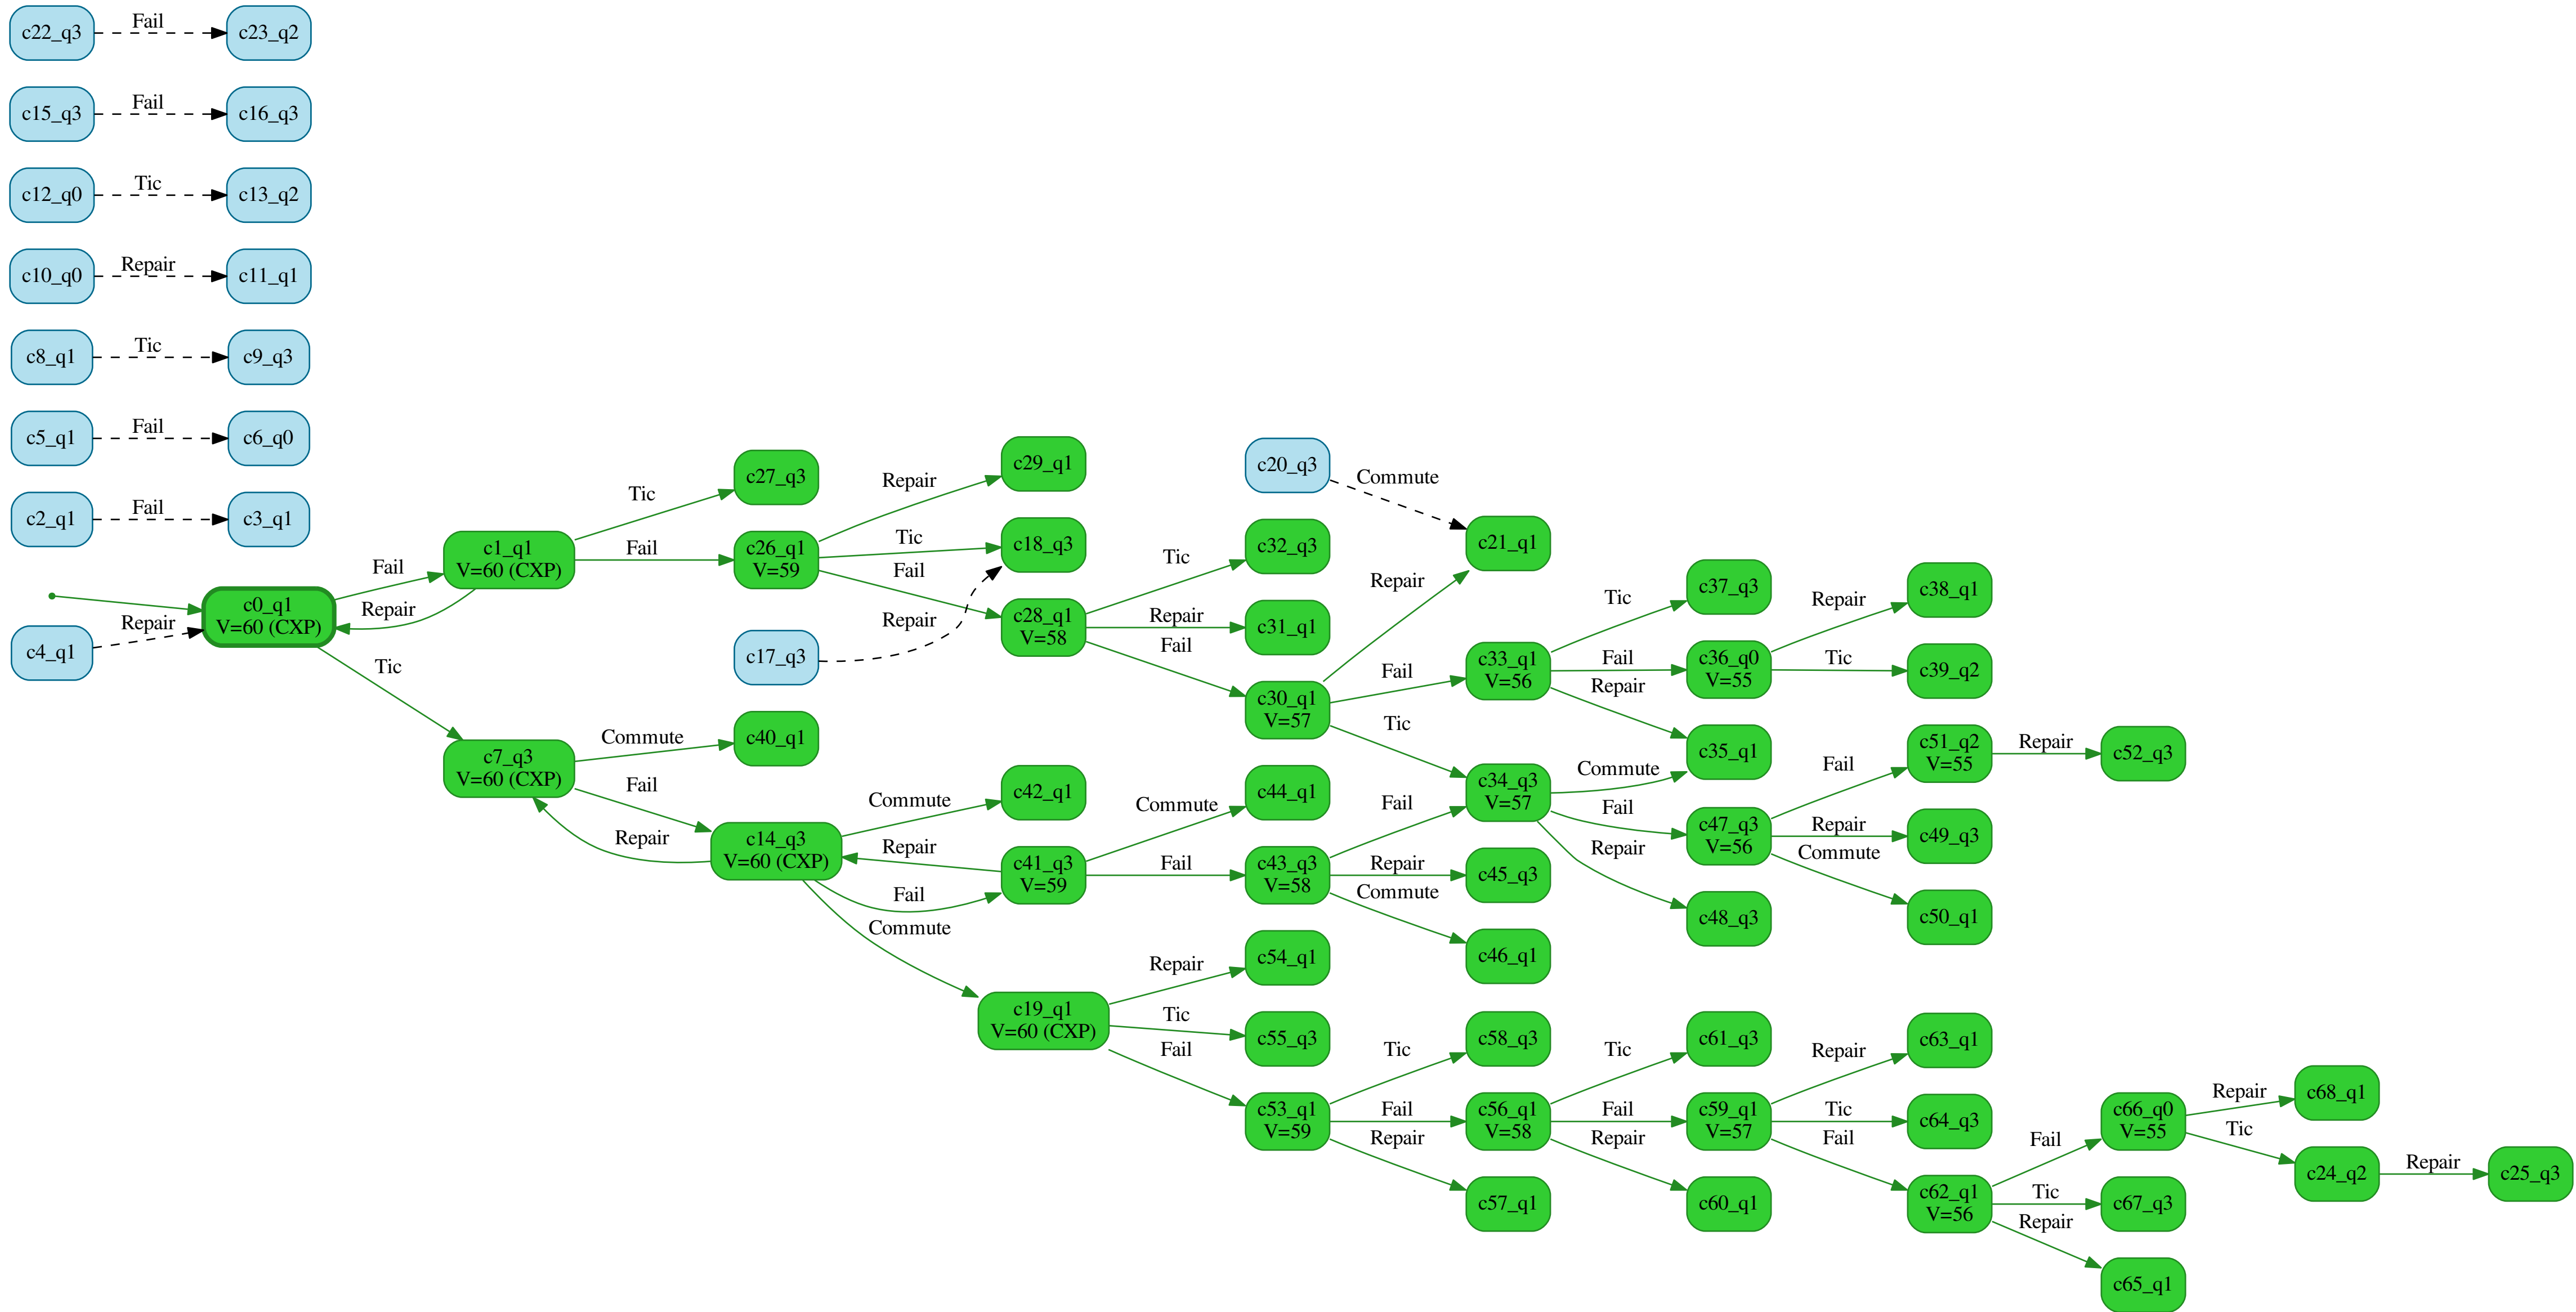 c22_q3
Fail
c23_q2
c15_q3
Fail
c16_q3
c12_q0
Tic
c13_q2
c10_q0
Repair
c11_q1
c8_q1
Tic
c9_q3
c5_q1
Fail
c6_q0
c2_q1
Fail
c3_q1
c4_q1
Repair
c0_q1
V=60 (CXP)
Fail
Repair
Tic
c1_q1
V=60 (CXP)
Tic
Fail
c27_q3
c26_q1
V=59
Repair
Tic
Fail
c29_q1
c18_q3
c17_q3
Repair
c28_q1
V=58
Tic
Repair
Fail
c32_q3
c31_q1
c20_q3
Commute
c21_q1
c30_q1
V=57
Repair
Fail
Tic
c33_q1
V=56
Tic
Fail
Repair
c37_q3
c36_q0
V=55
Repair
Tic
c38_q1
c39_q2
c35_q1
c7_q3
V=60 (CXP)
Commute
Fail
Repair
c40_q1
c14_q3
V=60 (CXP)
Commute
Repair
Fail
Commute
c42_q1
c41_q3
V=59
Commute
Fail
c44_q1
c43_q3
V=58
Fail
Repair
Commute
c34_q3
V=57
Commute
Fail
Repair
c45_q3
c46_q1
c47_q3
V=56
Fail
Repair
Commute
c48_q3
c51_q2
V=55
Repair
c52_q3
c49_q3
c50_q1
c19_q1
V=60 (CXP)
Repair
Tic
Fail
c54_q1
c55_q3
c53_q1
V=59
Tic
Fail
Repair
c58_q3
c56_q1
V=58
c57_q1
Tic
Fail
Repair
c61_q3
c59_q1
V=57
c60_q1
Repair
Tic
Fail
c63_q1
c64_q3
c62_q1
V=56
Fail
Tic
Repair
c66_q0
V=55
c67_q3
c65_q1
Repair
Tic
c68_q1
c24_q2
Repair
c25_q3